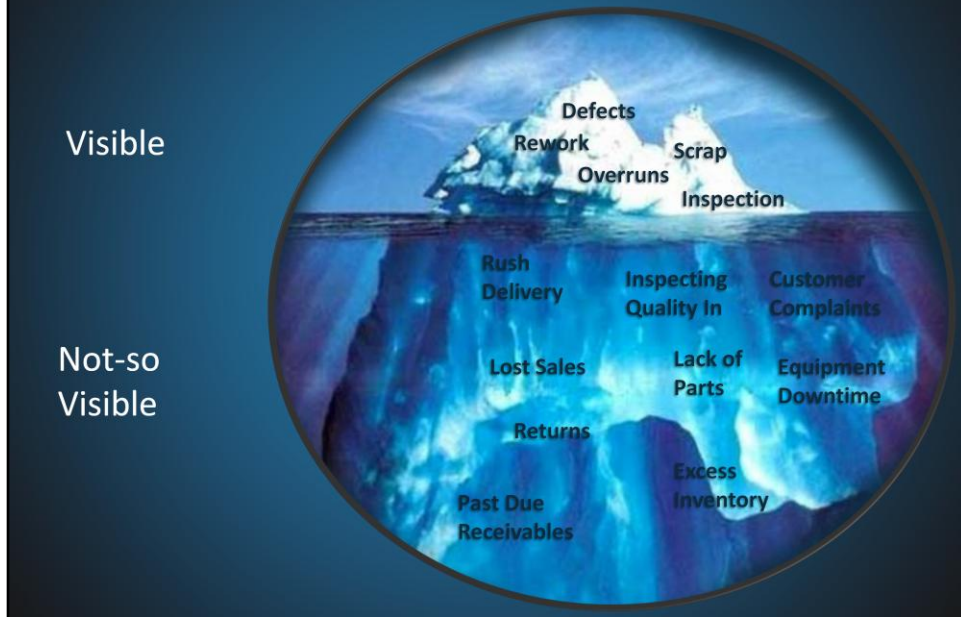 Visible
Defects
Rework
Scrap
Overruns
Inspection
Not-so
Visible
Rush
Delivery
Inspecting
Quality In
Customer
Complaints
Lost Sales
Lack of
Parts
Equipment
Downtime
Returns
Excess
Inventory
Past Due
Receivables